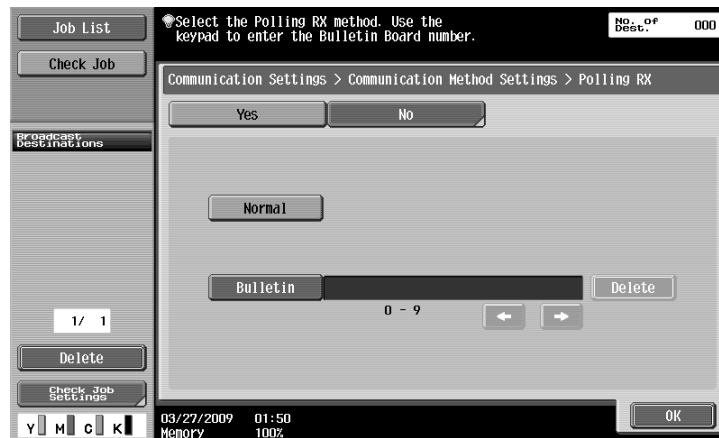 Job List
Check Job
Select the Polling RX method. Use the
keypad to enter the Bulletin Board number.
No. of
Dest.
000
Communication Settings > Communication Method Settings > Polling RX
Yes
No
Broadcast
Destinations
Normal
Bulletin
Delete
0 - 9
1/ 1
Delete
Check Job
Settings
Y M C K
03/27/2009 01:50
Memory 100%
OK